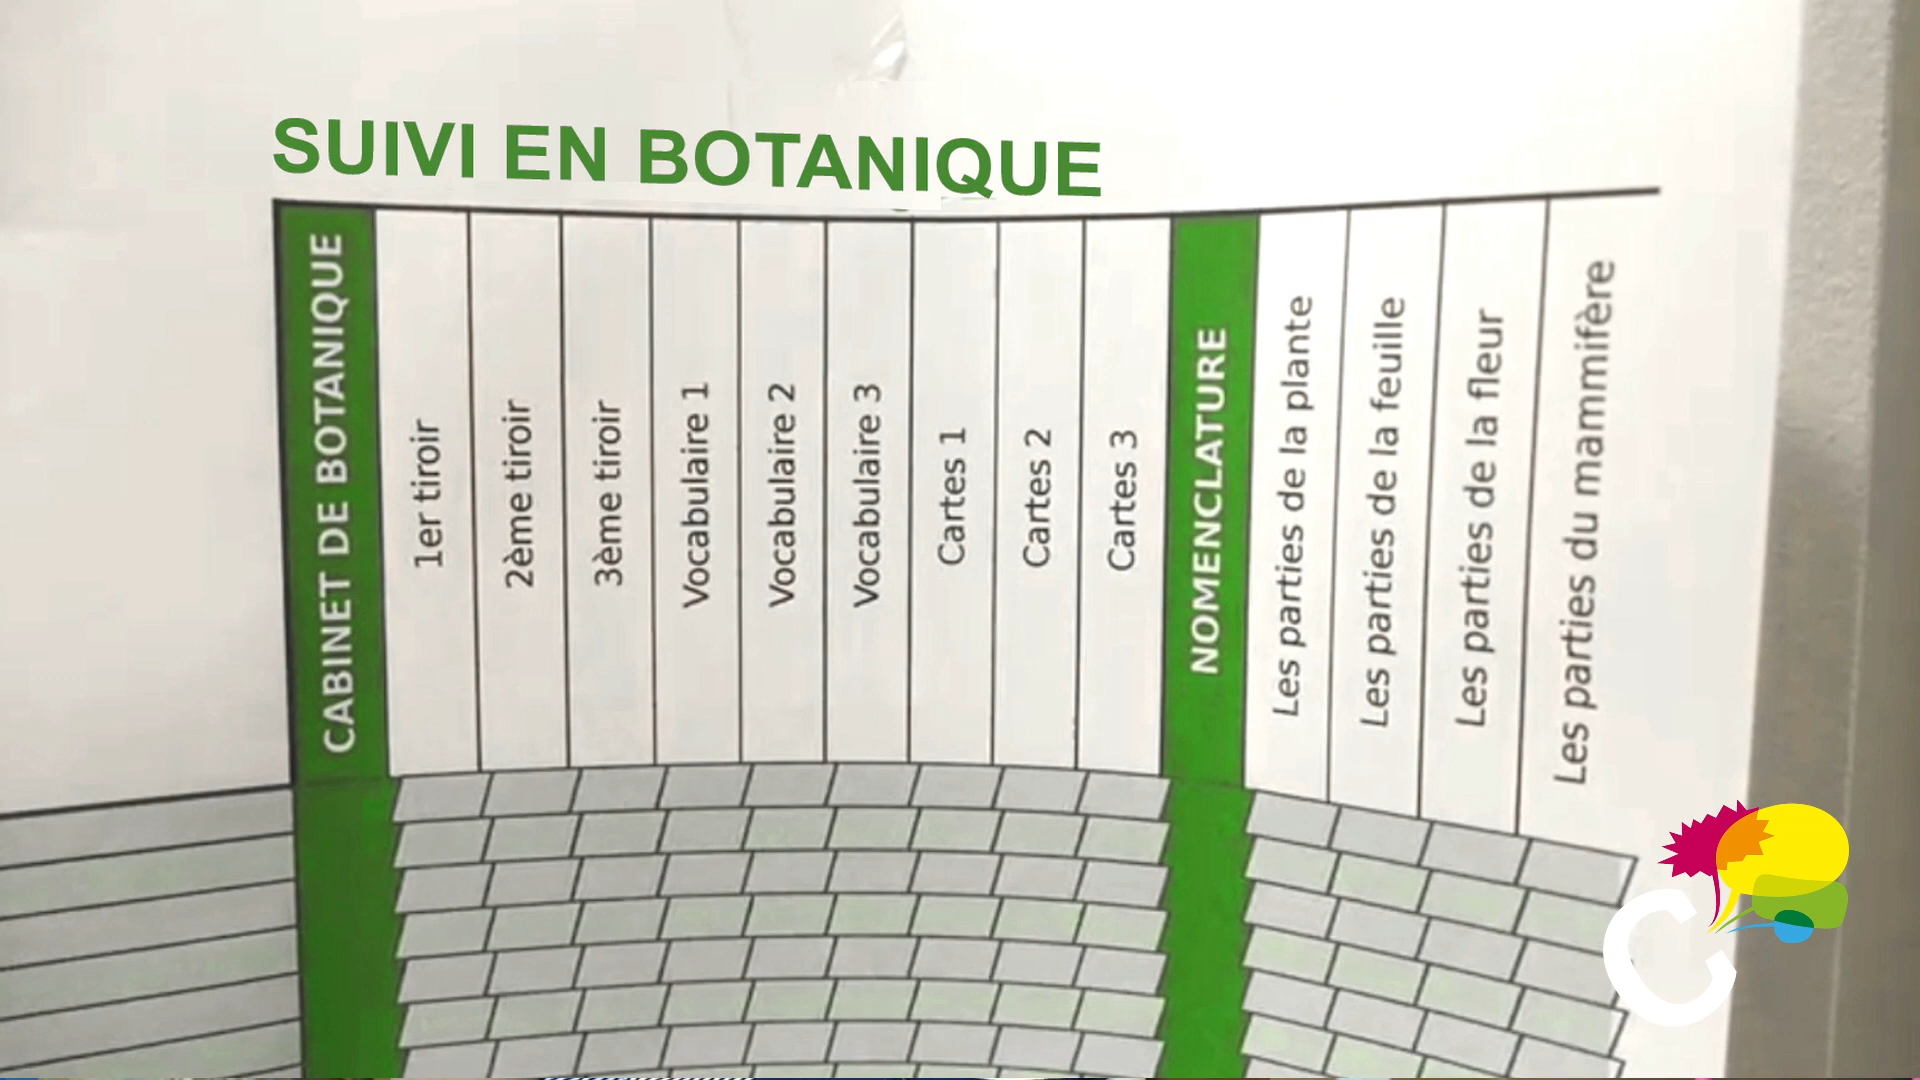 SUIVI EN BOTANIQUE
CABINET DE BOTANIQUE
1er tiroir
2ème tiroir
3ème tiroir
Vocabulaire 1
Vocabulaire 2
Vocabulaire 3
Cartes 1
Cartes 2
Cartes 3
NOMENCLATURE
Les parties de la plante
Les parties de la feuille
Les parties de la fleur
Les parties du mammifère
C